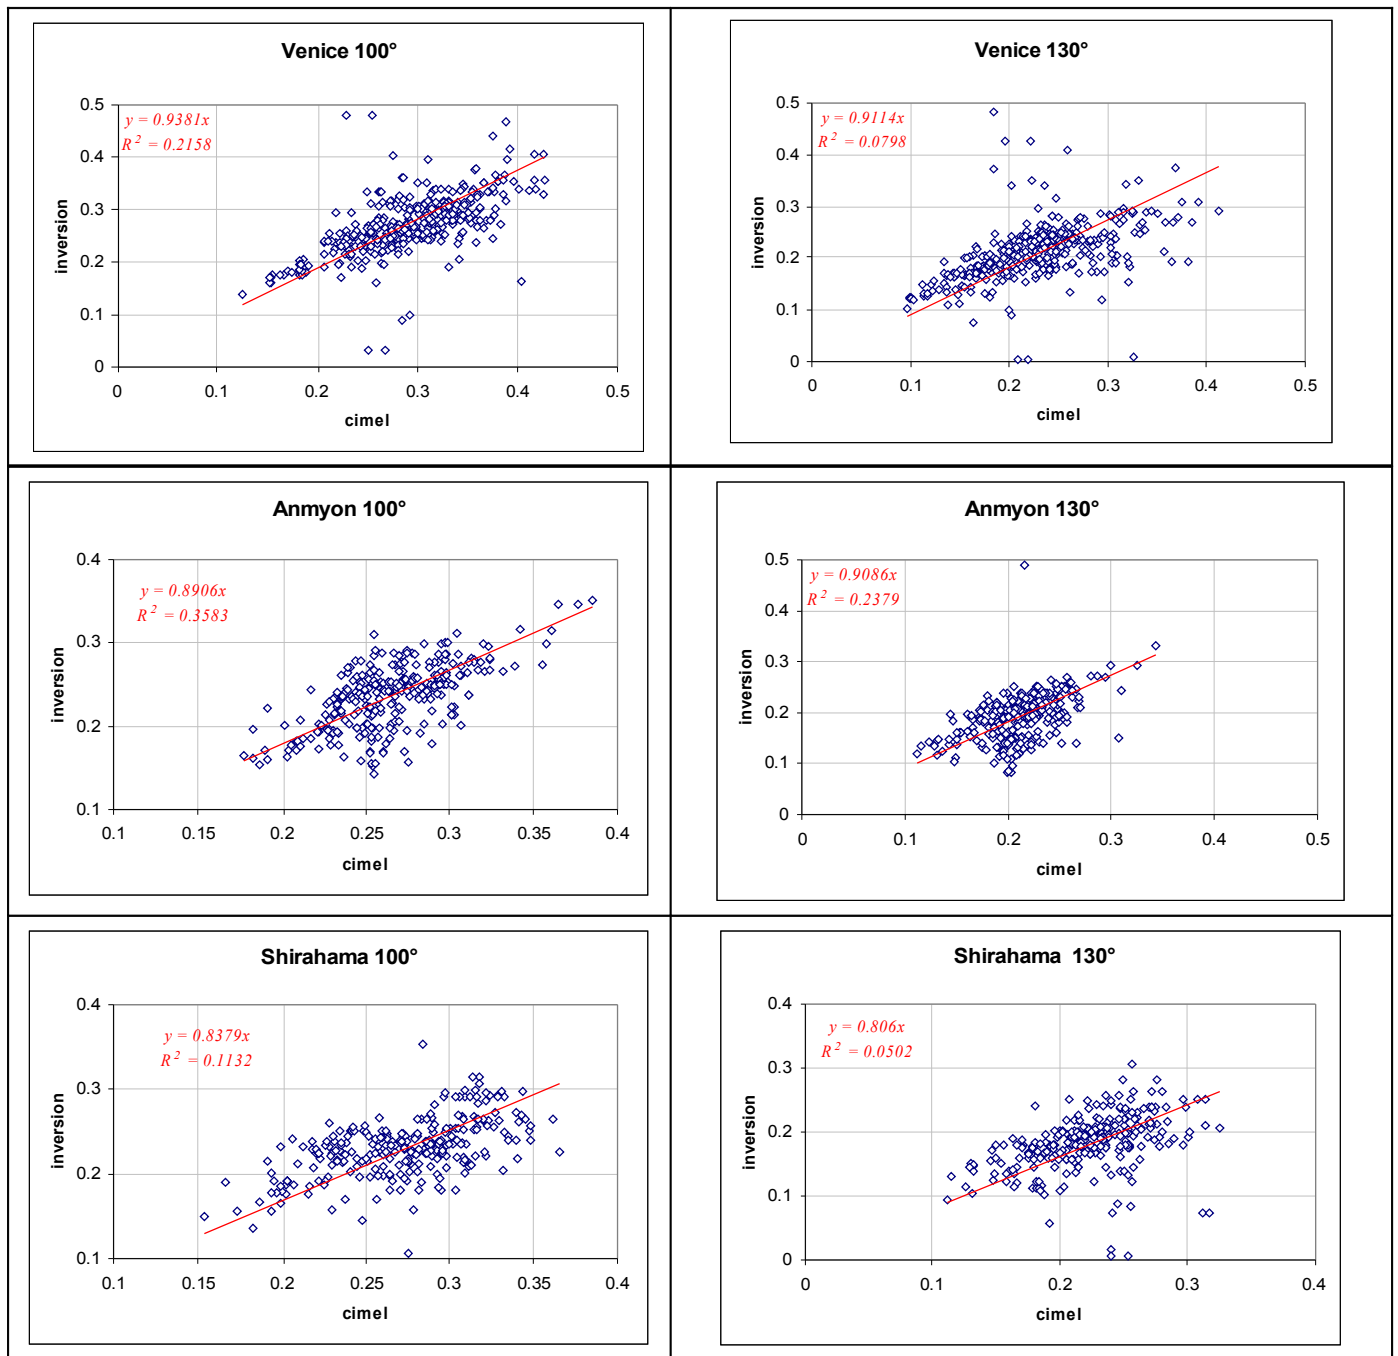 Venice 100°
y = 0.9381x
R² = 0.2158
0.5
0.4
0.3
0.2
0.1
0
inversion
0 0.1 0.2 0.3 0.4 0.5
cimel
Venice 130°
y = 0.9114x
R² = 0.0798
0.5
0.4
0.3
0.2
0.1
0
inversion
0 0.1 0.2 0.3 0.4 0.5
cimel
Anmyon 100°
y = 0.8906x
R² = 0.3583
0.4
0.3
0.2
0.1
inversion
0.1 0.15 0.2 0.25 0.3 0.35 0.4
cimel
Anmyon 130°
y = 0.9086x
R² = 0.2379
0.5
0.4
0.3
0.2
0.1
0
inversion
0 0.1 0.2 0.3 0.4 0.5
cimel
Shirahama 100°
y = 0.8379x
R² = 0.1132
0.4
0.3
0.2
0.1
inversion
0.1 0.15 0.2 0.25 0.3 0.35 0.4
cimel
Shirahama 130°
y = 0.806x
R² = 0.0502
0.4
0.3
0.2
0.1
0
inversion
0 0.1 0.2 0.3 0.4
cimel